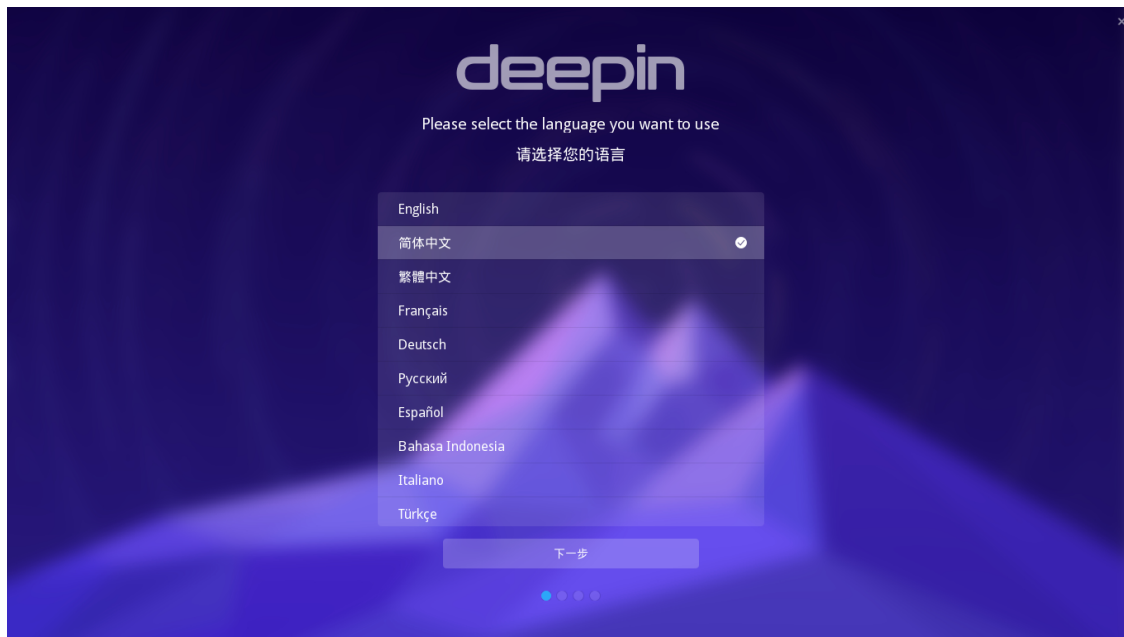 deepin
Please select the language you want to use
请选择您的语言
English
简体中文
繁體中文
Français
Deutsch
Русский
Español
Bahasa Indonesia
Italiano
Türkçe
下一步